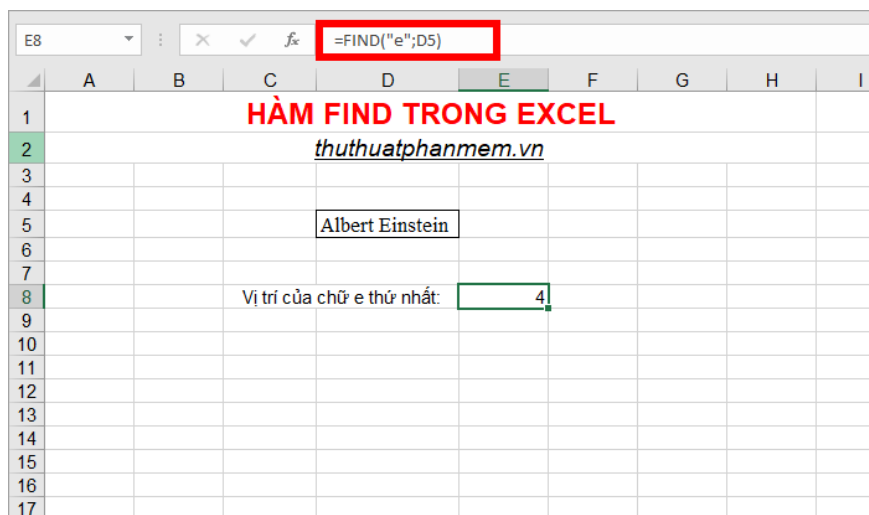 E8 fx =FIND("e";D5)
A B C D E F G H I
1 HÀM FIND TRONG EXCEL
2 thuthuatphanmem.vn
3
4
5 Albert Einstein
6
7
8 Vị trí của chữ e thứ nhất: 4
9
10
11
12
13
14
15
16
17